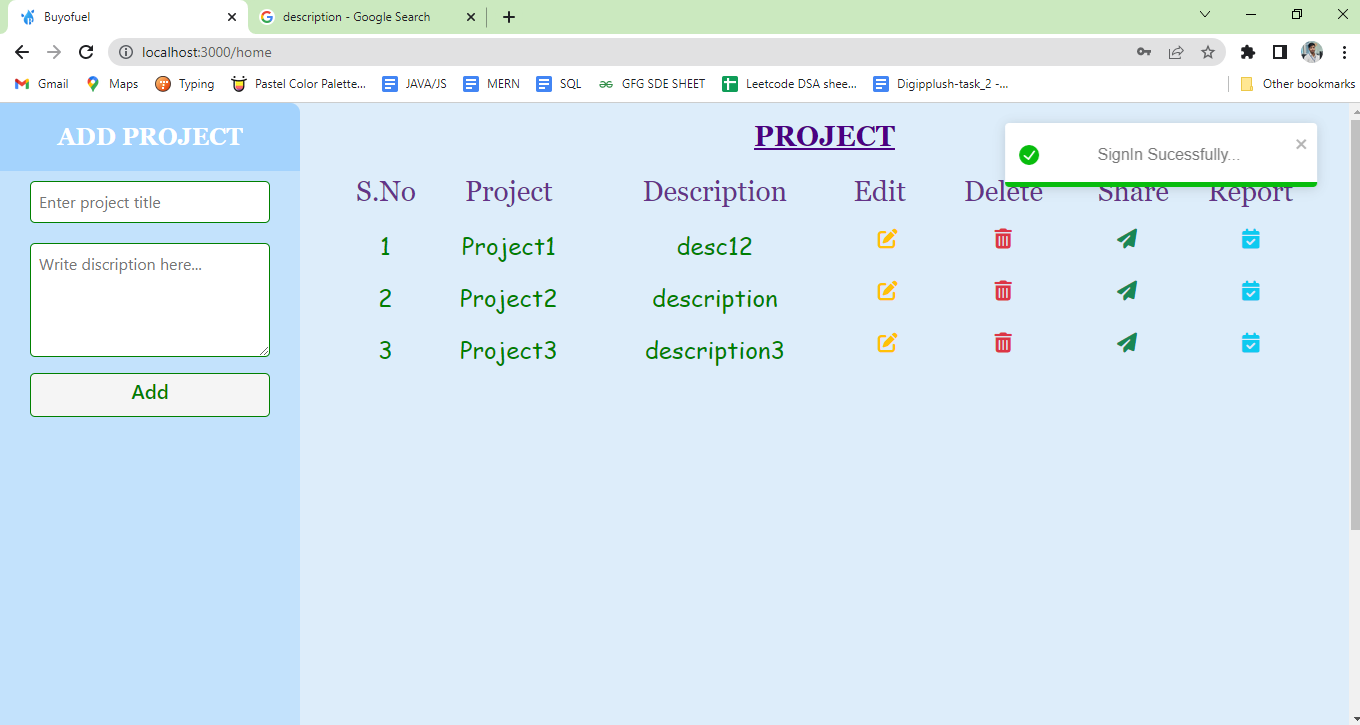 Buyofuel
description - Google Search
localhost:3000/home
Gmail Maps Typing Pastel Color Palette... JAVA/JS MERN SQL GFG SDE SHEET Leetcode DSA shee... Digipplush-task_2 -... Other bookmarks
ADD PROJECT
Enter project title
Write discription here...
Add
PROJECT
SignIn Sucessfully...
S.No Project Description Edit Delete Share Report
1 Project1 desc12
2 Project2 description
3 Project3 description3